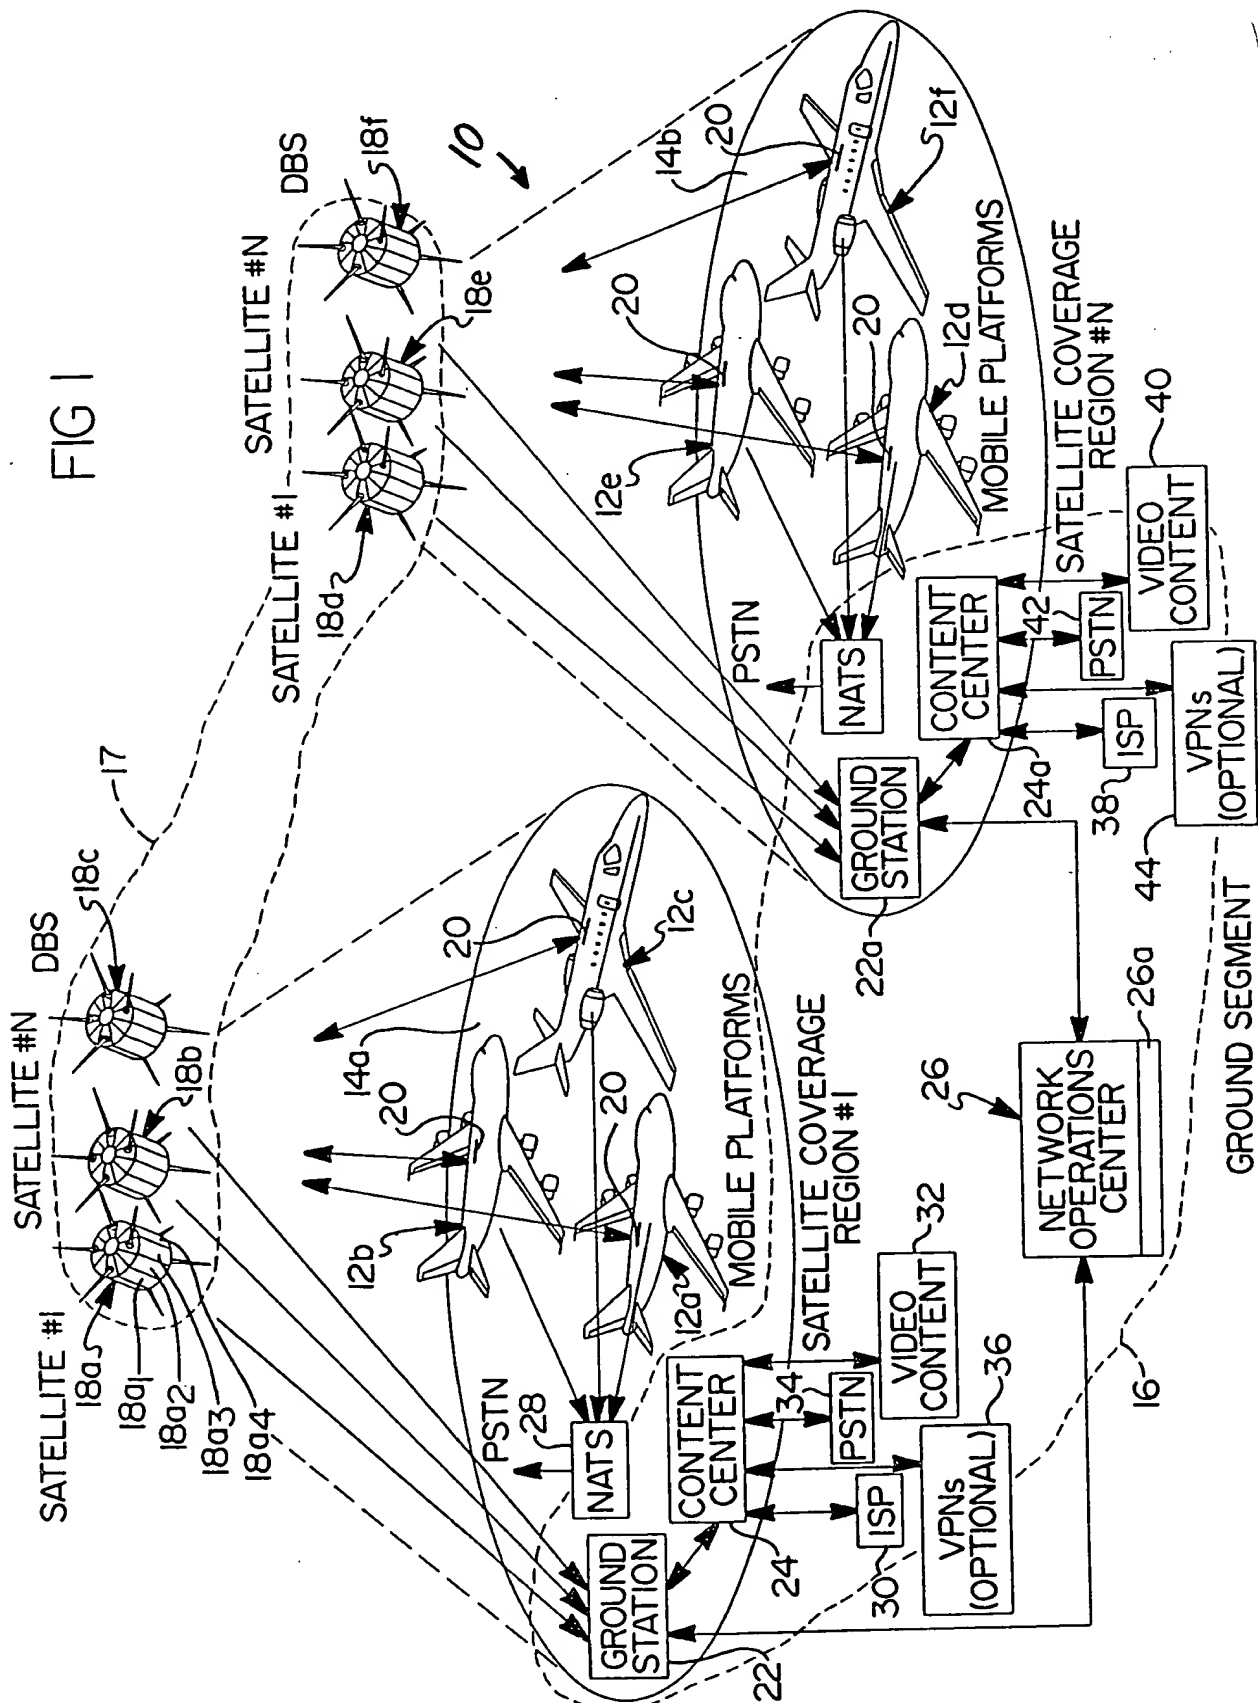 FIG 1
10
17
SATELLITE #1
SATELLITE #N
DBS
18a
18a1
18a2
18a3
18a4
18b
18c
SATELLITE #1
SATELLITE #N
DBS
18d
18e
18f
14a
20
20
20
12b
12a
12c
MOBILE PLATFORMS
SATELLITE COVERAGE
REGION #1
PSTN
28
NATS
GROUND
STATION
22
CONTENT
CENTER
24
34
PSTN
ISP
30
VIDEO
CONTENT
32
VPNs
(OPTIONAL)
36
14b
20
20
20
12e
12d
12f
MOBILE PLATFORMS
SATELLITE COVERAGE
REGION #N
PSTN
NATS
GROUND
STATION
22a
CONTENT
CENTER
24a
42
PSTN
ISP
38
VIDEO
CONTENT
40
VPNs
(OPTIONAL)
44
NETWORK
OPERATIONS
CENTER
26
26a
16
GROUND SEGMENT